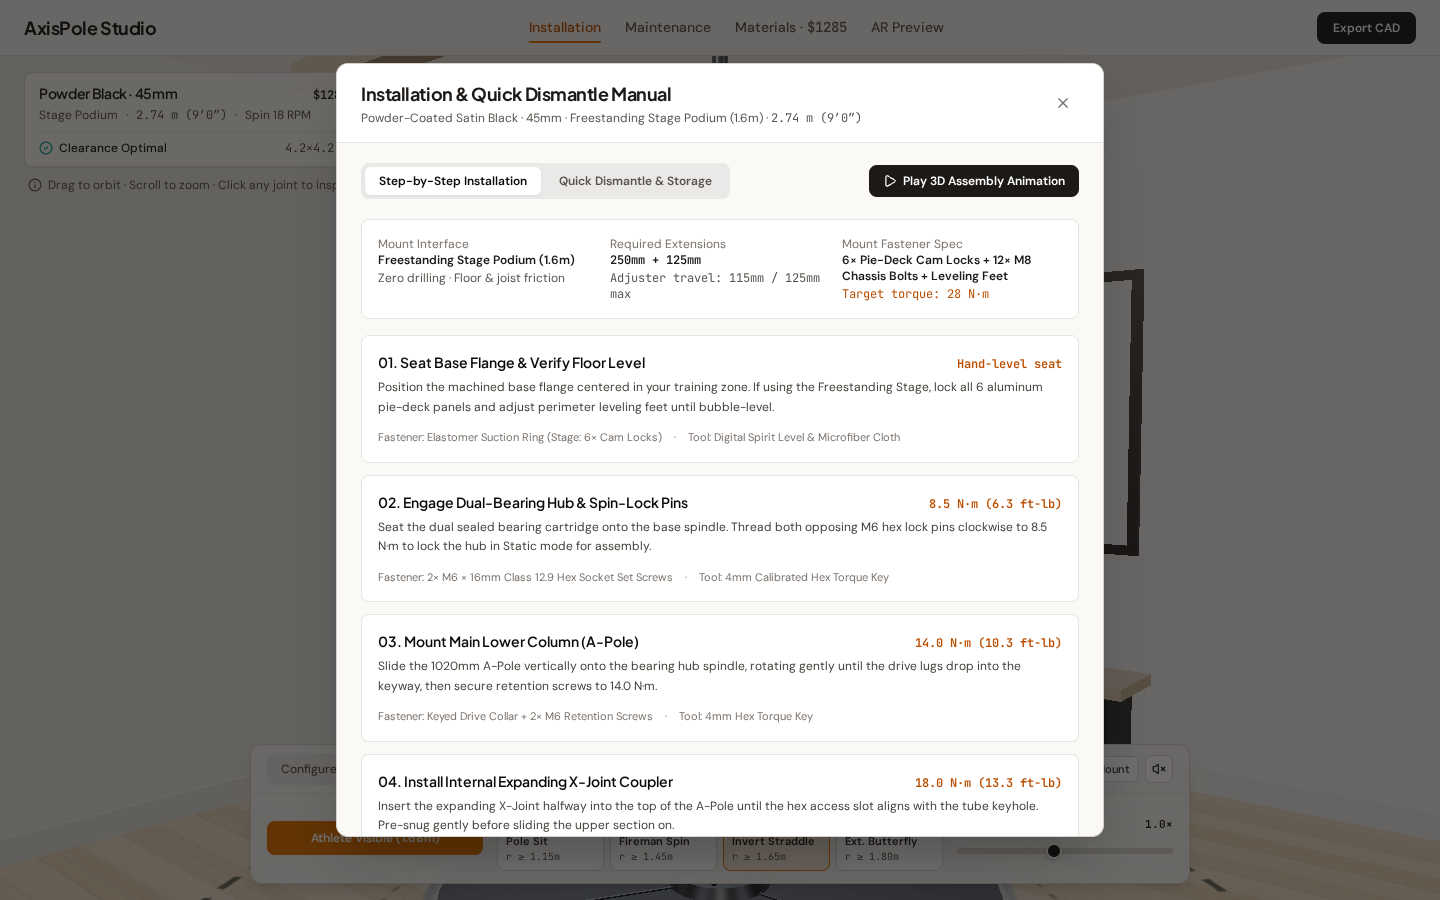 AxisPole Studio
Installation
Maintenance
Materials · $1285
AR Preview
Export CAD
Powder Black · 45mm
Stage Podium · 2.74 m (9′0″) · Spin 18 RPM
Clearance Optimal
4.2×4.2
Drag to orbit · Scroll to zoom · Click any joint to
Installation & Quick Dismantle Manual
Powder-Coated Satin Black · 45mm · Freestanding Stage Podium (1.6m) · 2.74 m (9′0″)
Step-by-Step Installation
Quick Dismantle & Storage
Play 3D Assembly Animation
Mount Interface
Freestanding Stage Podium (1.6m)
Zero drilling · Floor & joist friction
Required Extensions
250mm + 125mm
Adjuster travel: 115mm / 125mm
max
Mount Fastener Spec
6× Pie-Deck Cam Locks + 12× M8
Chassis Bolts + Leveling Feet
Target torque: 28 N·m
01. Seat Base Flange & Verify Floor Level
Hand-level seat
Position the machined base flange centered in your training zone. If using the Freestanding Stage, lock all 6 aluminum
pie-deck panels and adjust perimeter leveling feet until bubble-level.
Fastener: Elastomer Suction Ring (Stage: 6× Cam Locks) · Tool: Digital Spirit Level & Microfiber Cloth
02. Engage Dual-Bearing Hub & Spin-Lock Pins
8.5 N·m (6.3 ft-lb)
Seat the dual sealed bearing cartridge onto the base spindle. Thread both opposing M6 hex lock pins clockwise to 8.5
N·m to lock the hub in Static mode for assembly.
Fastener: 2× M6 × 16mm Class 12.9 Hex Socket Set Screws · Tool: 4mm Calibrated Hex Torque Key
03. Mount Main Lower Column (A-Pole)
14.0 N·m (10.3 ft-lb)
Slide the 1020mm A-Pole vertically onto the bearing hub spindle, rotating gently until the drive lugs drop into the
keyway, then secure retention screws to 14.0 N·m.
Fastener: Keyed Drive Collar + 2× M6 Retention Screws · Tool: 4mm Hex Torque Key
04. Install Internal Expanding X-Joint Coupler
18.0 N·m (13.3 ft-lb)
Insert the expanding X-Joint halfway into the top of the A-Pole until the hex access slot aligns with the tube keyhole.
Pre-snug gently before sliding the upper section on.
Configure
1.0×
Athlete Visible (1.68m)
Pole Sit
r ≥ 1.15m
Fireman Spin
r ≥ 1.45m
Invert Straddle
r ≥ 1.65m
Ext. Butterfly
r ≥ 1.80m